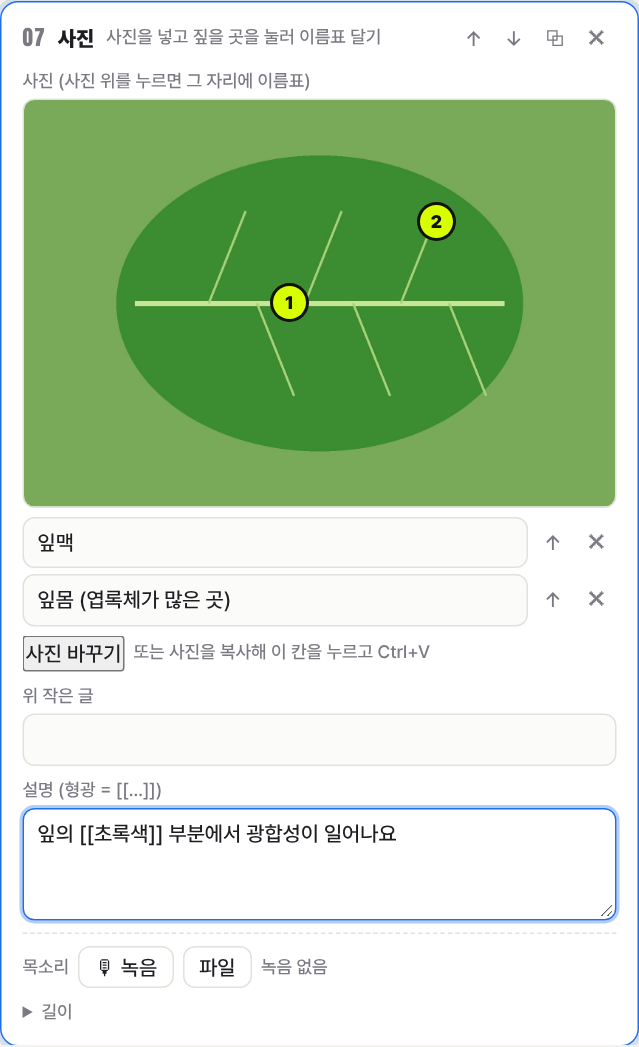 07 사진 사진을 넣고 짚을 곳을 눌러 이름표 달기
사진 (사진 위를 누르면 그 자리에 이름표)
2
1
잎맥
잎몸 (엽록체가 많은 곳)
사진 바꾸기 또는 사진을 복사해 이 칸을 누르고 Ctrl+V
위 작은 글
설명 (형광 = [[...]])
잎의 [[초록색]] 부분에서 광합성이 일어나요
목소리 녹음 파일 녹음 없음
길이